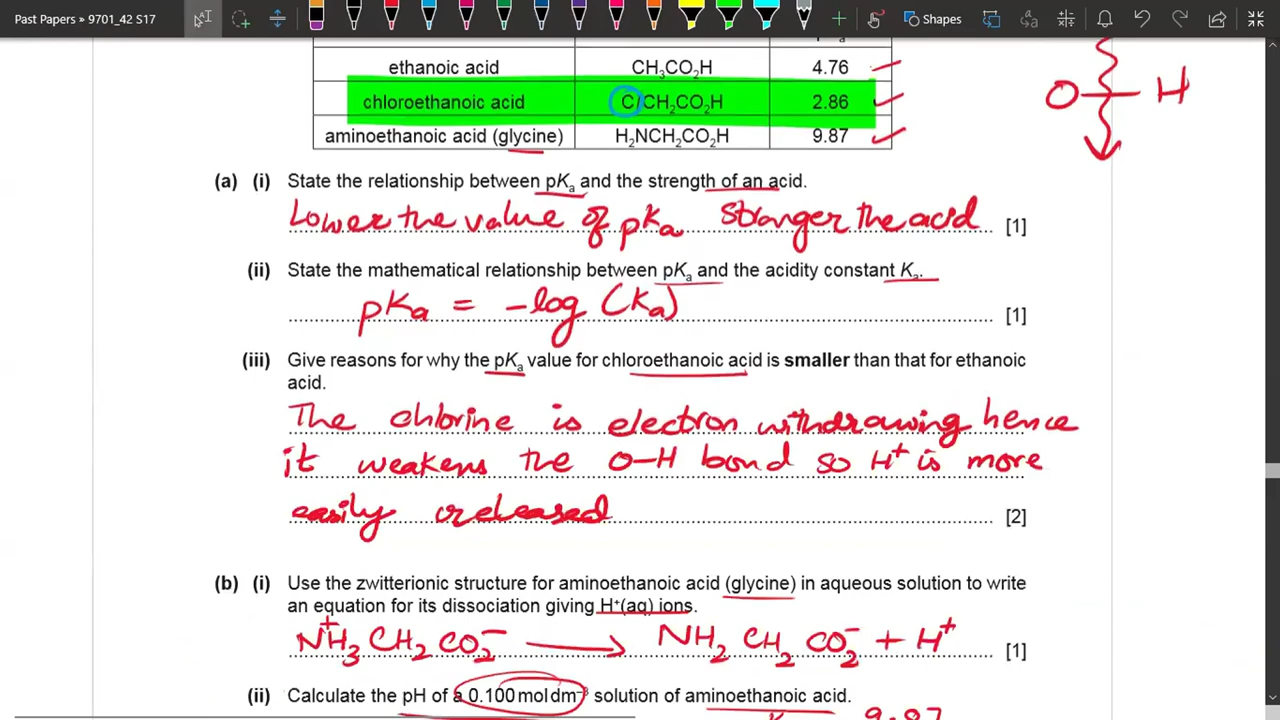 Past Papers » 9701_42 S17
Shapes
ethanoic acid CH₃CO₂H 4.76
O H
chloroethanoic acid ClCH₂CO₂H 2.86
aminoethanoic acid (glycine) H₂NCH₂CO₂H 9.87
(a) (i) State the relationship between pKₐ and the strength of an acid.
Lower the value of pKₐ stronger the acid [1]
(ii) State the mathematical relationship between pKₐ and the acidity constant Kₐ.
pKₐ = -log (Kₐ) [1]
(iii) Give reasons for why the pKₐ value for chloroethanoic acid is smaller than that for ethanoic
acid.
The chlorine is electron withdrawing hence
it weakens the O-H bond so H⁺ is more
easily released [2]
(b) (i) Use the zwitterionic structure for aminoethanoic acid (glycine) in aqueous solution to write
an equation for its dissociation giving H⁺(aq) ions.
N⁺H₃CH₂CO₂⁻ → NH₂CH₂CO₂⁻ + H⁺ [1]
(ii) Calculate the pH of a 0.100 mol dm⁻³ solution of aminoethanoic acid.